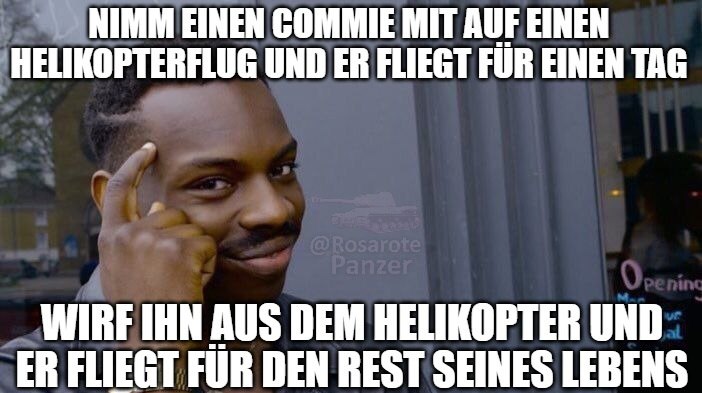 NIMM EINEN COMMIE MIT AUF EINEN
HELIKOPTERFLUG UND ER FLIEGT FÜR EINEN TAG
@Rosarote
Panzer
Opening
WIRF IHN AUS DEM HELIKOPTER UND
ER FLIEGT FÜR DEN REST SEINES LEBENS